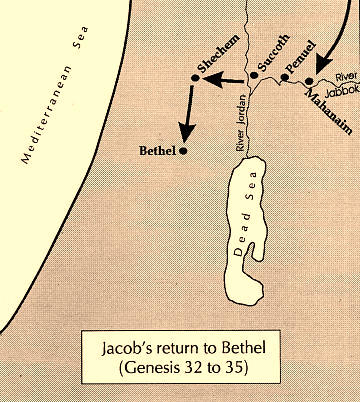 Mediterranean Sea
Shechem
Succoth
Penuel
River
Jabbok
Mahanaim
River Jordan
Bethel
Dead Sea
Jacob's return to Bethel
(Genesis 32 to 35)